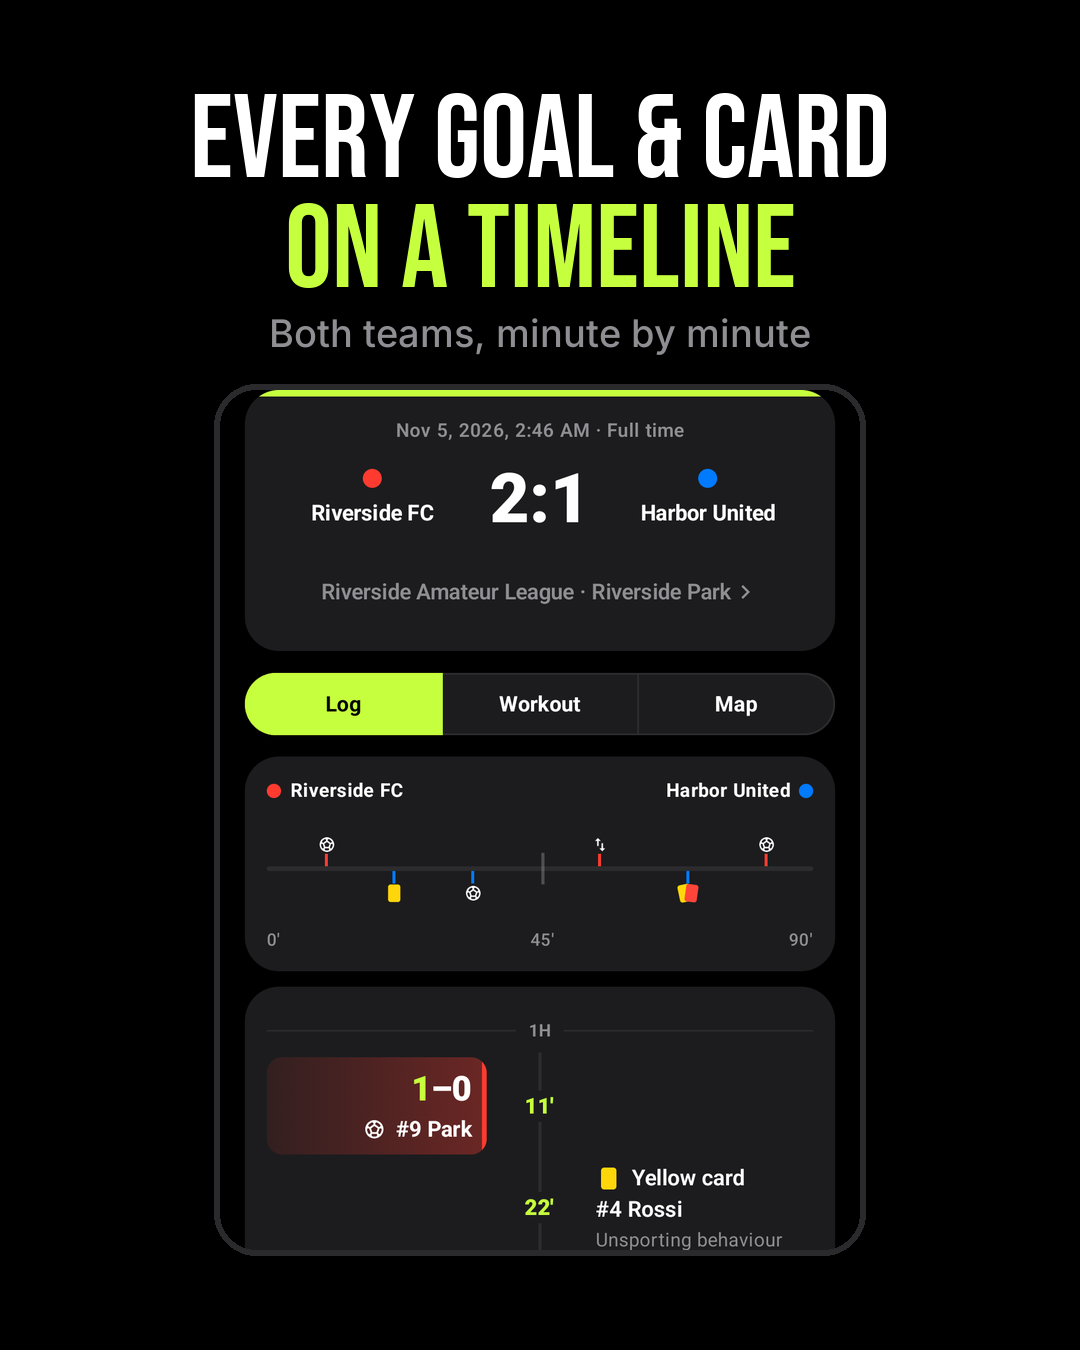 EVERY GOAL & CARD
ON A TIMELINE
Both teams, minute by minute
Nov 5, 2026, 2:46 AM · Full time
Riverside FC 2:1 Harbor United
Riverside Amateur League · Riverside Park >
Log Workout Map
Riverside FC Harbor United
0' 45' 90'
1H
1–0
11'
#9 Park
Yellow card
22'
#4 Rossi
Unsporting behaviour